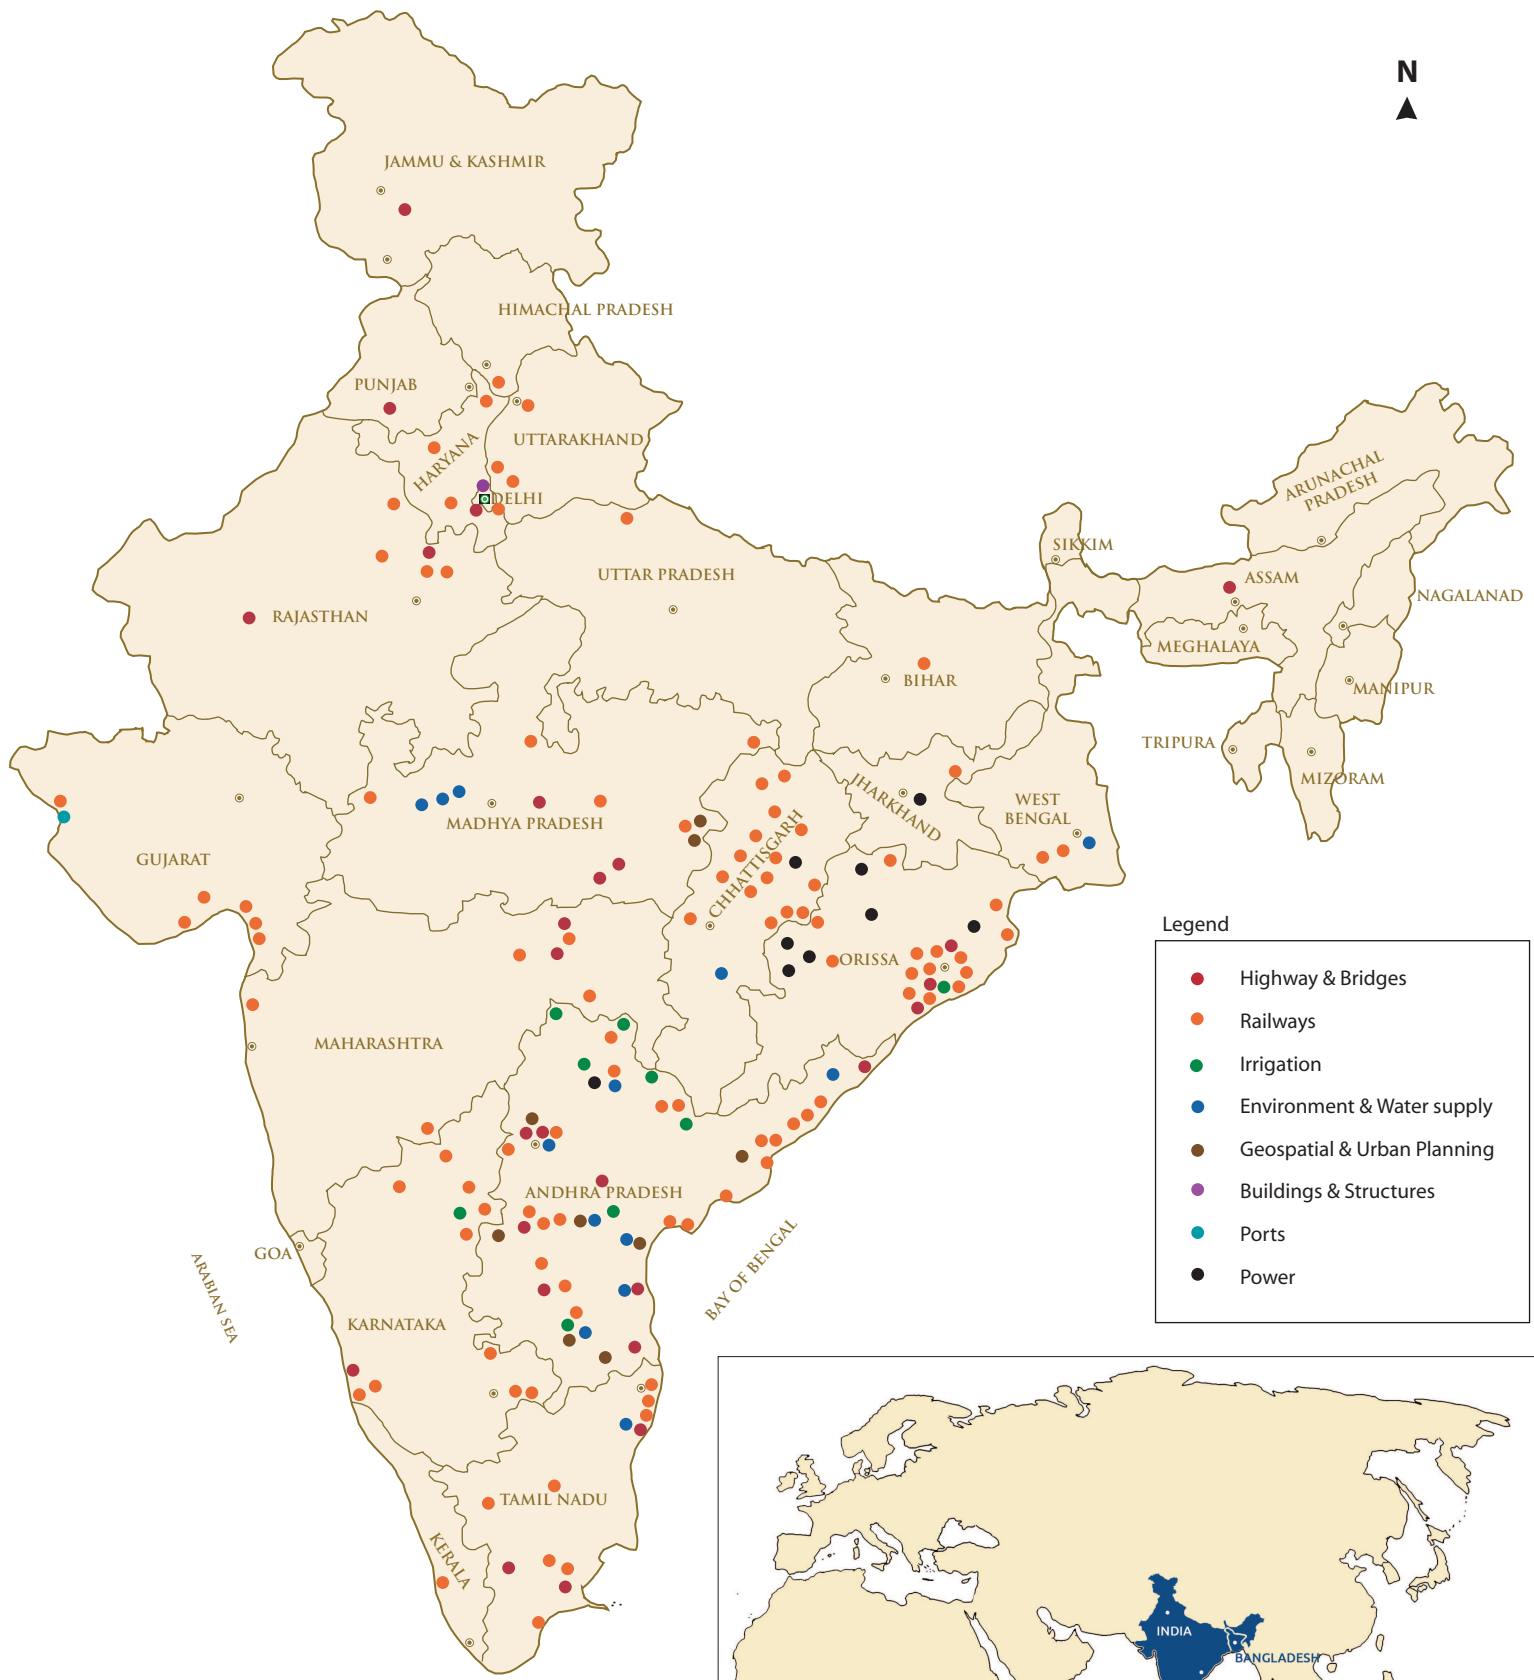 N
JAMMU & KASHMIR
HIMACHAL PRADESH
PUNJAB
HARYANA
UTTARAKHAND
DELHI
ARUNACHAL
PRADESH
SIKKIM
UTTAR PRADESH
ASSAM
NAGALANAD
RAJASTHAN
MEGHALAYA
BIHAR
MANIPUR
TRIPURA
MIZORAM
JHARKHAND
WEST
BENGAL
MADHYA PRADESH
GUJARAT
CHHATTISGARH
ORISSA
MAHARASHTRA
ANDHRA PRADESH
GOA
ARABIAN SEA
BAY OF BENGAL
KARNATAKA
TAMIL NADU
KERALA
Legend
Highway & Bridges
Railways
Irrigation
Environment & Water supply
Geospatial & Urban Planning
Buildings & Structures
Ports
Power
INDIA
BANGLADESH